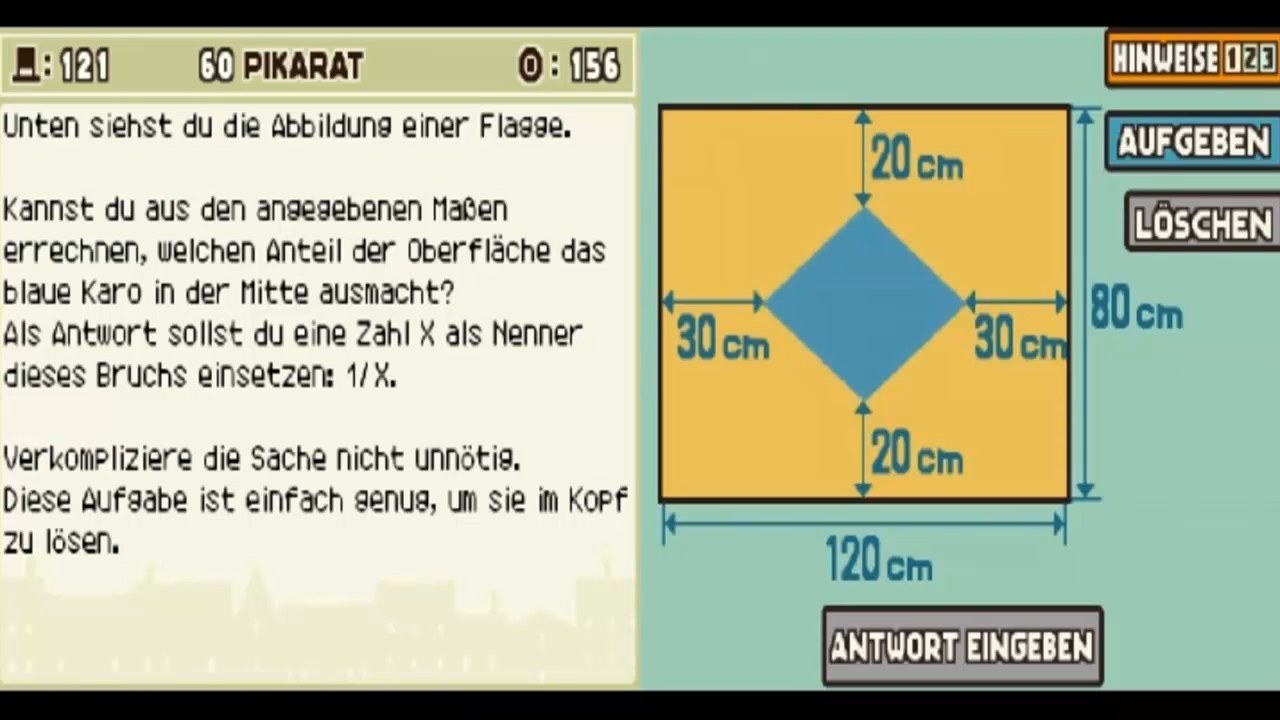 : 121 60 PIKARAT : 156
HINWEISE 1 2 3
Unten siehst du die Abbildung einer Flagge.
AUFGEBEN
Kannst du aus den angegebenen Maßen
errechnen, welchen Anteil der Oberfläche das
blaue Karo in der Mitte ausmacht?
Als Antwort sollst du eine Zahl X als Nenner
dieses Bruchs einsetzen: 1/X.
Verkompliziere die Sache nicht unnötig.
Diese Aufgabe ist einfach genug, um sie im Kopf
zu lösen.
LÖSCHEN
20 cm
30 cm
30 cm
80 cm
20 cm
120 cm
ANTWORT EINGEBEN